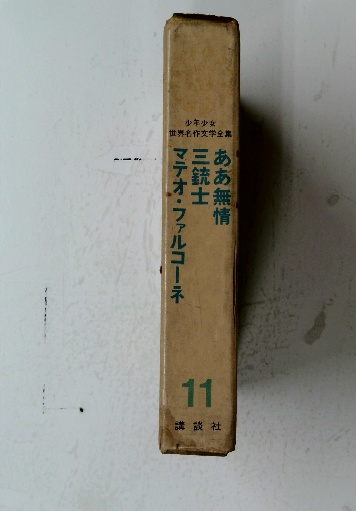 少年少女
世界名作文学全集
ああ無情
三銃士
マテオ・ファルコーネ
11
講談社